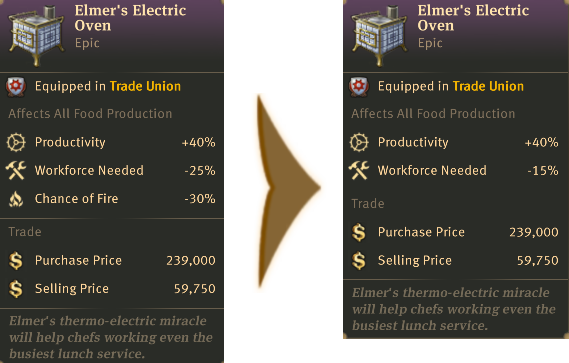 Elmer's Electric
Oven
Epic
Equipped in Trade Union
Affects All Food Production
Productivity +40%
Workforce Needed -25%
Chance of Fire -30%
Trade
Purchase Price 239,000
Selling Price 59,750
Elmer's thermo-electric miracle
will help chefs working even the
busiest lunch service.
Elmer's Electric
Oven
Epic
Equipped in Trade Union
Affects All Food Production
Productivity +40%
Workforce Needed -15%
Trade
Purchase Price 239,000
Selling Price 59,750
Elmer's thermo-electric miracle
will help chefs working even the
busiest lunch service.